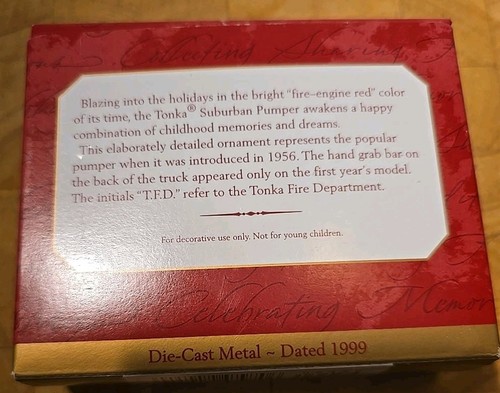 Collecting Sharing
Blazing into the holidays in the bright "fire–engine red" color
of its time, the Tonka® Suburban Pumper awakens a happy
combination of childhood memories and dreams.
This elaborately detailed ornament represents the popular
pumper when it was introduced in 1956. The hand grab bar on
the back of the truck appeared only on the first year's model.
The initials "T.F.D." refer to the Tonka Fire Department.
For decorative use only. Not for young children.
Celebrating Memor
Die-Cast Metal ~ Dated 1999